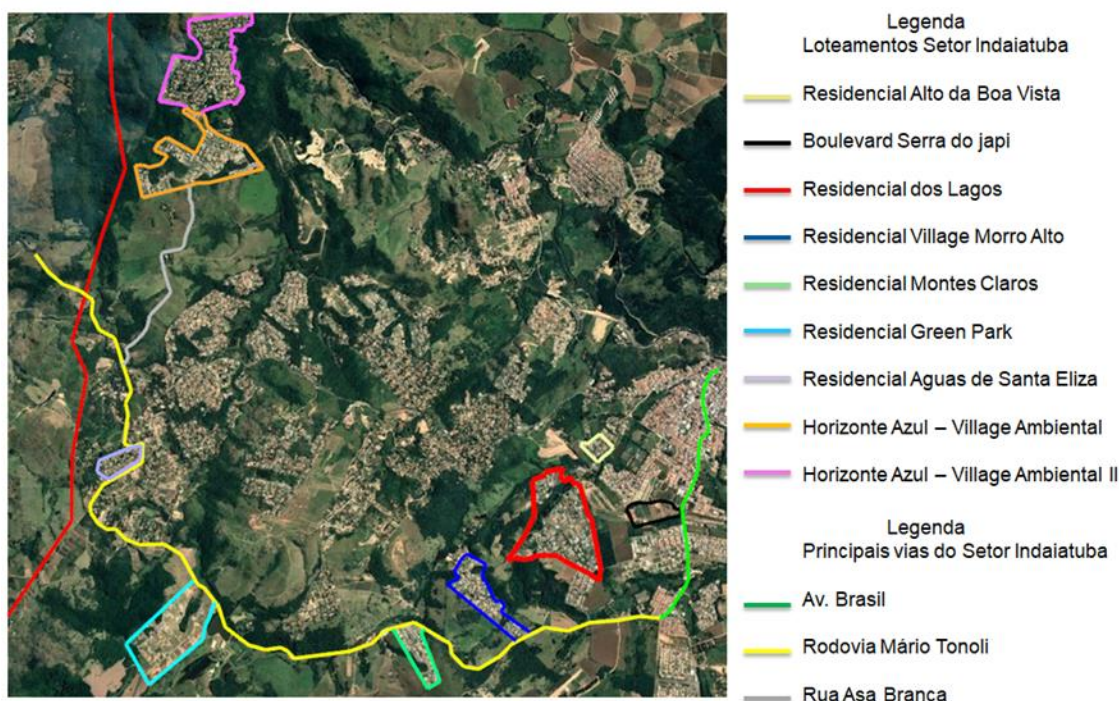 Legenda
Loteamentos Setor Indaiatuba
Residencial Alto da Boa Vista
Boulevard Serra do japi
Residencial dos Lagos
Residencial Village Morro Alto
Residencial Montes Claros
Residencial Green Park
Residencial Aguas de Santa Eliza
Horizonte Azul – Village Ambiental
Horizonte Azul – Village Ambiental II
Legenda
Principais vias do Setor Indaiatuba
Av. Brasil
Rodovia Mário Tonoli
Rua Asa Branca